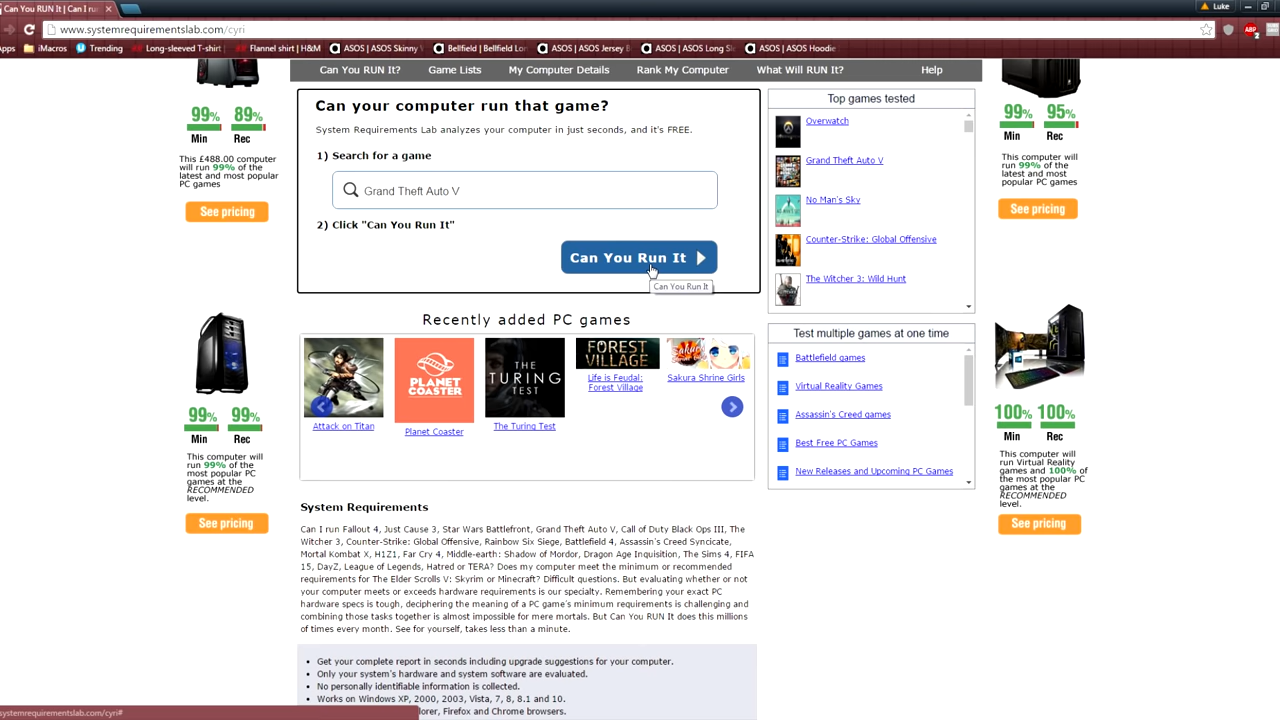 Can You RUN It | Can I run
Luke
www.systemrequirementslab.com/cyri
Apps
iMacros
Trending
Long-sleeved T-shirt |
Flannel shirt | H&M
ASOS | ASOS Skinny
Bellfield | Bellfield Lon
ASOS | ASOS Jersey B
ASOS | ASOS Long Sl
ASOS | ASOS Hoodie
Can You RUN It?
Game Lists
My Computer Details
Rank My Computer
What Will RUN It?
Help
99% 89%
Min Rec
This £488.00 computer
will run 99% of the
latest and most popular
PC games
See pricing
99% 99%
Min Rec
This computer will
run 99% of the
most popular PC
games at the
RECOMMENDED
level.
See pricing
Can your computer run that game?
System Requirements Lab analyzes your computer in just seconds, and it's FREE.
1) Search for a game
Grand Theft Auto V
2) Click "Can You Run It"
Can You Run It
Can You Run It
Recently added PC games
Attack on Titan
PLANET
COASTER
Planet Coaster
THE
TURING
TEST
The Turing Test
FOREST
VILLAGE
Life is Feudal:
Forest Village
Sakura
Sakura Shrine Girls
System Requirements
Can I run Fallout 4, Just Cause 3, Star Wars Battlefront, Grand Theft Auto V, Call of Duty Black Ops III, The
Witcher 3, Counter-Strike: Global Offensive, Rainbow Six Siege, Battlefield 4, Assassin's Creed Syncicate,
Mortal Kombat X, H1Z1, Far Cry 4, Middle-earth: Shadow of Mordor, Dragon Age Inquisition, The Sims 4, FIFA
15, DayZ, League of Legends, Hatred or TERA? Does my computer meet the minimum or recommended
requirements for The Elder Scrolls V: Skyrim or Minecraft? Difficult questions. But evaluating whether or not
your computer meets or exceeds hardware requirements is our specialty. Remembering your exact PC
hardware specs is tough, deciphering the meaning of a PC game's minimum requirements is challenging and
combining those tasks together is almost impossible for mere mortals. But Can You RUN It does this millions
of times every month. See for yourself, takes less than a minute.
• Get your complete report in seconds including upgrade suggestions for your computer.
• Only your system's hardware and system software are evaluated.
• No personally identifiable information is collected.
• Works on Windows XP, 2000, 2003, Vista, 7, 8, 8.1 and 10.
Firefox and Chrome browsers.
systemrequirementslab.com/cyri#
Top games tested
Overwatch
Grand Theft Auto V
No Man's Sky
Counter-Strike: Global Offensive
The Witcher 3: Wild Hunt
Test multiple games at one time
Battlefield games
Virtual Reality Games
Assassin's Creed games
Best Free PC Games
New Releases and Upcoming PC Games
99% 95%
Min Rec
This computer will
run 99% of the
latest and most
popular PC games
See pricing
100% 100%
Min Rec
This computer will
run Virtual Reality
games and 100% of
the most popular PC
games at the
RECOMMENDED
level.
See pricing